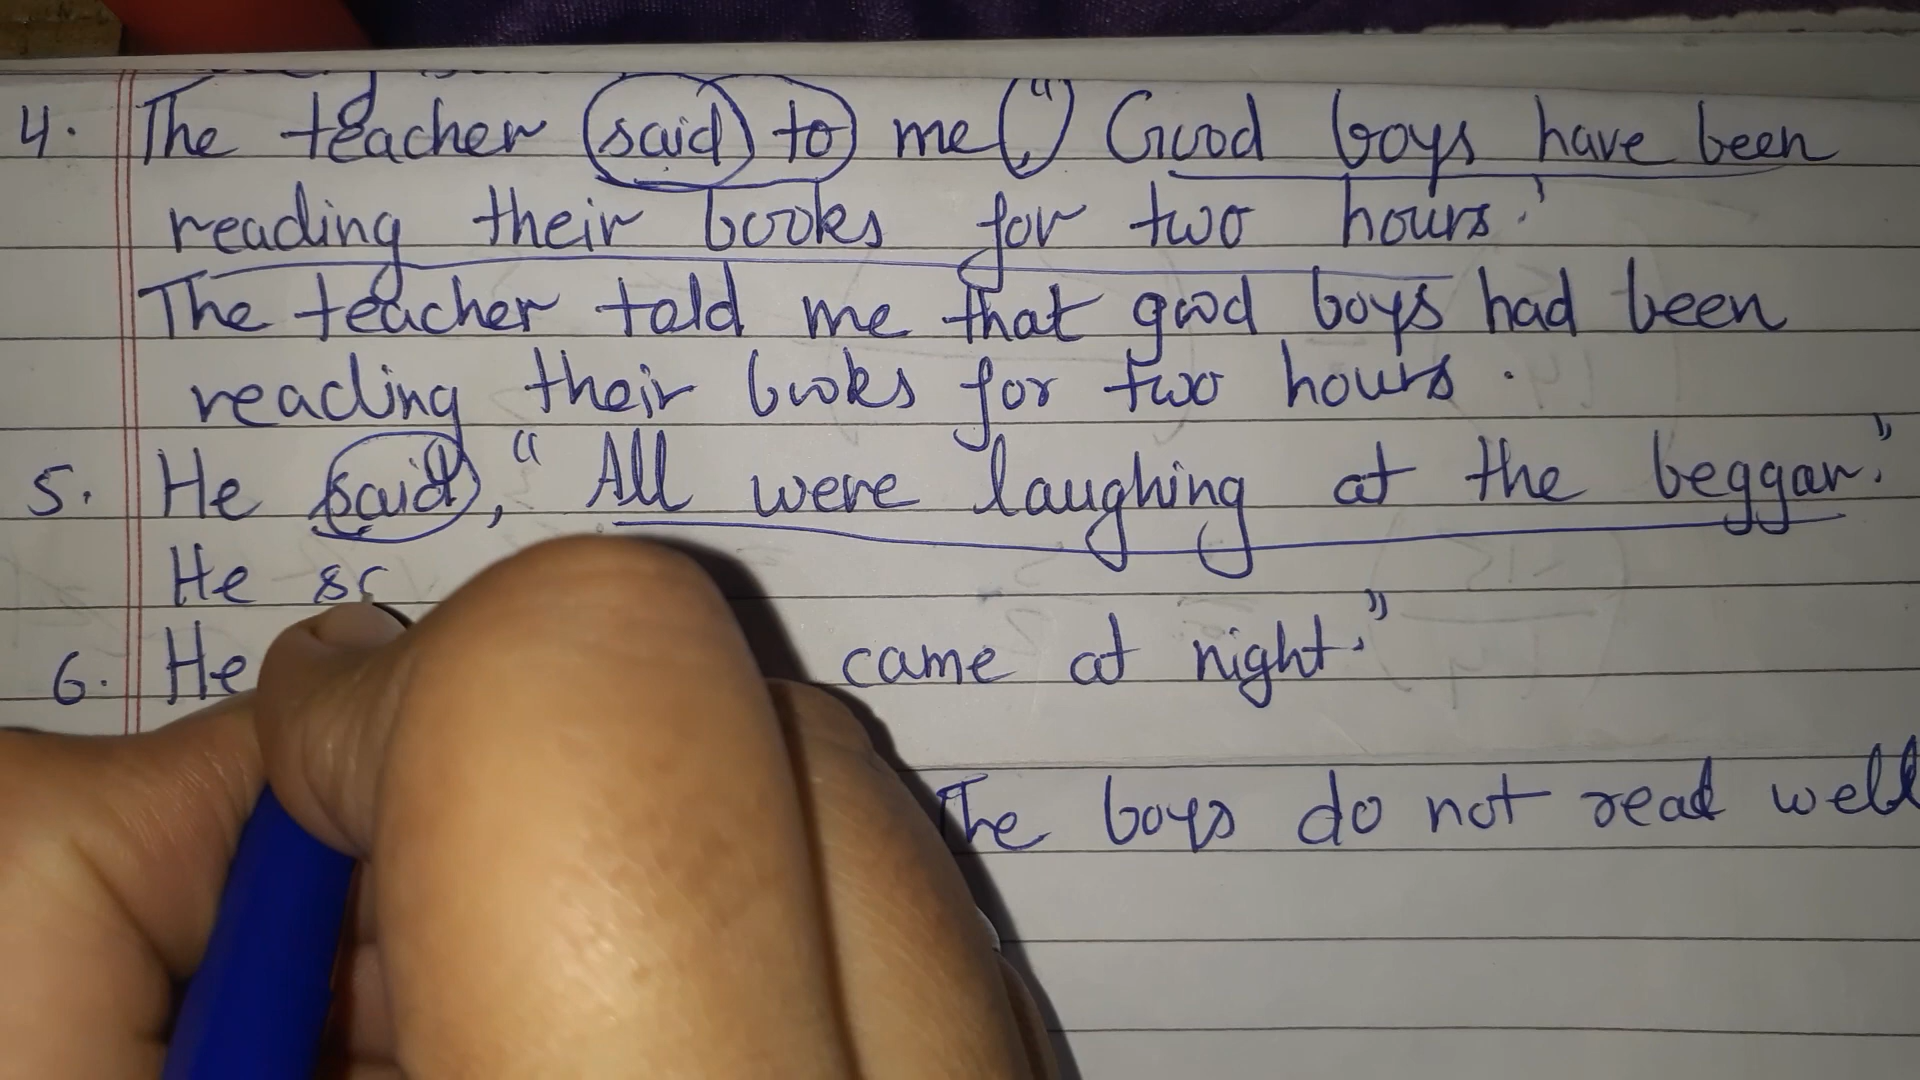 4. The teacher said to me, " Good boys have been
reading their books for two hours."
The teacher told me that good boys had been
reading their books for two hours.
5. He said, " All were laughing at the beggar."
He
6. He came at night."
The boys do not read well